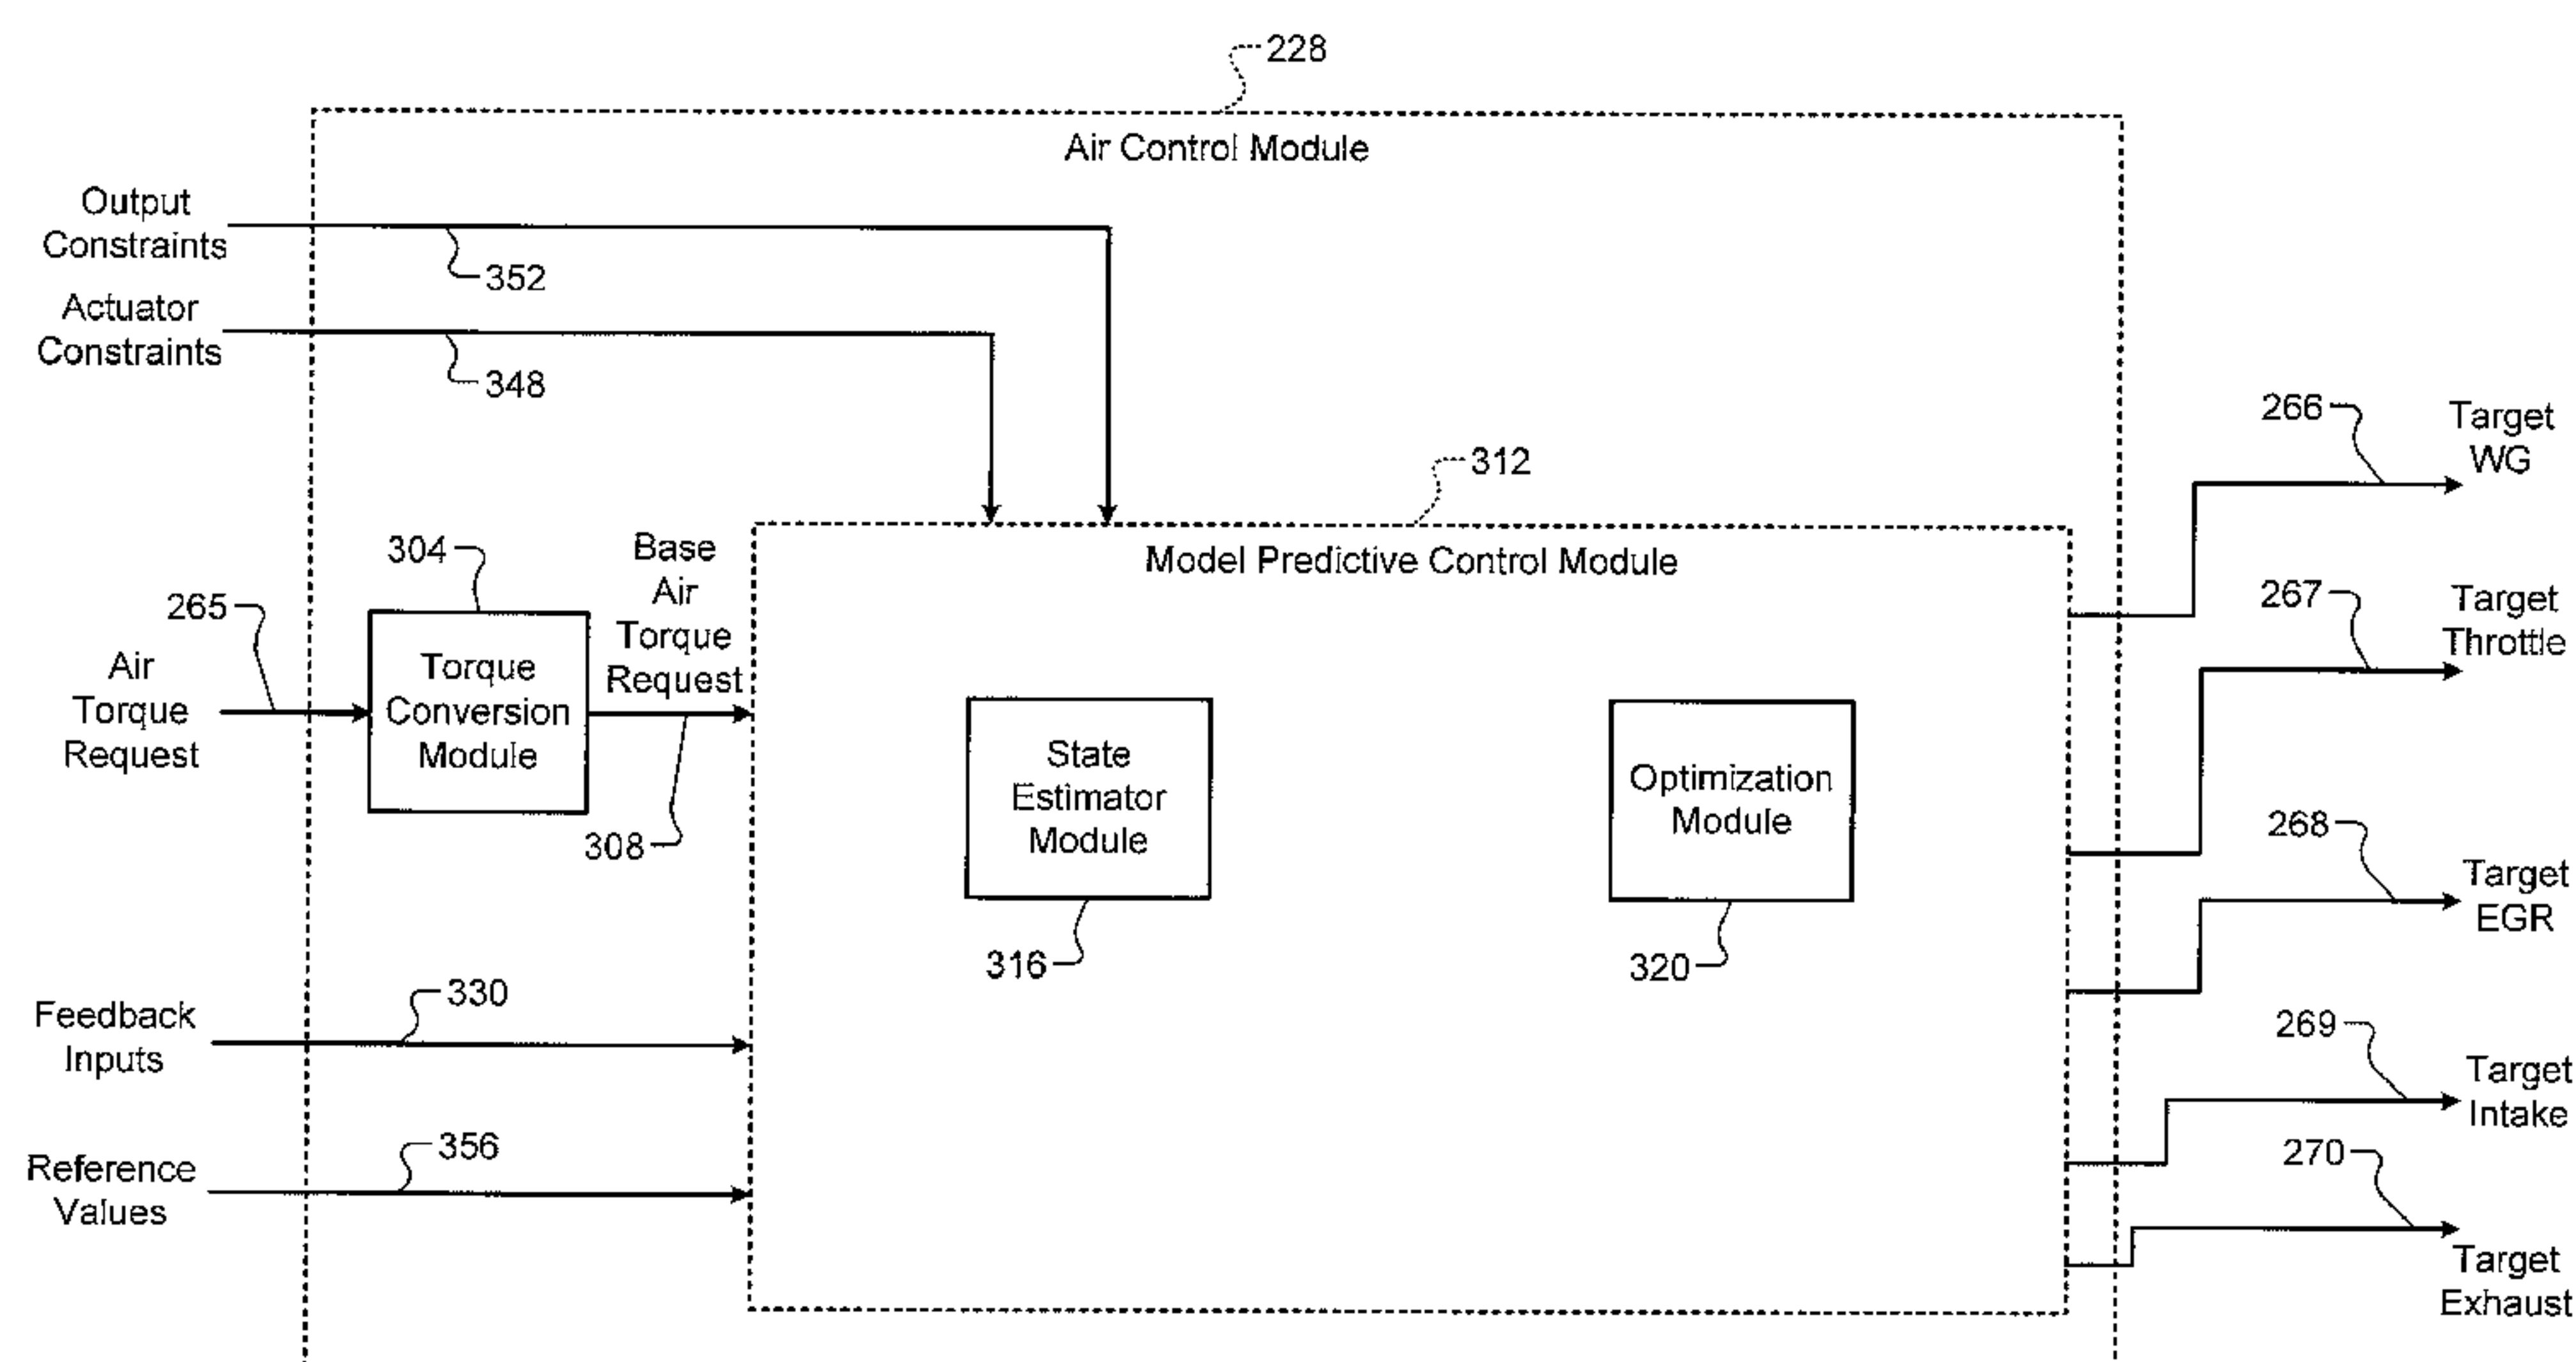 228
Air Control Module
Output
Constraints
352
Actuator
Constraints
348
266
Target
WG
312
Model Predictive Control Module
304
Base
Air
Torque
Request
265
Air
Torque
Request
Torque
Conversion
Module
308
267
Target
Throttle
State
Estimator
Module
316
Optimization
Module
320
268
Target
EGR
Feedback
Inputs
330
269
Target
Intake
Reference
Values
356
270
Target
Exhaust